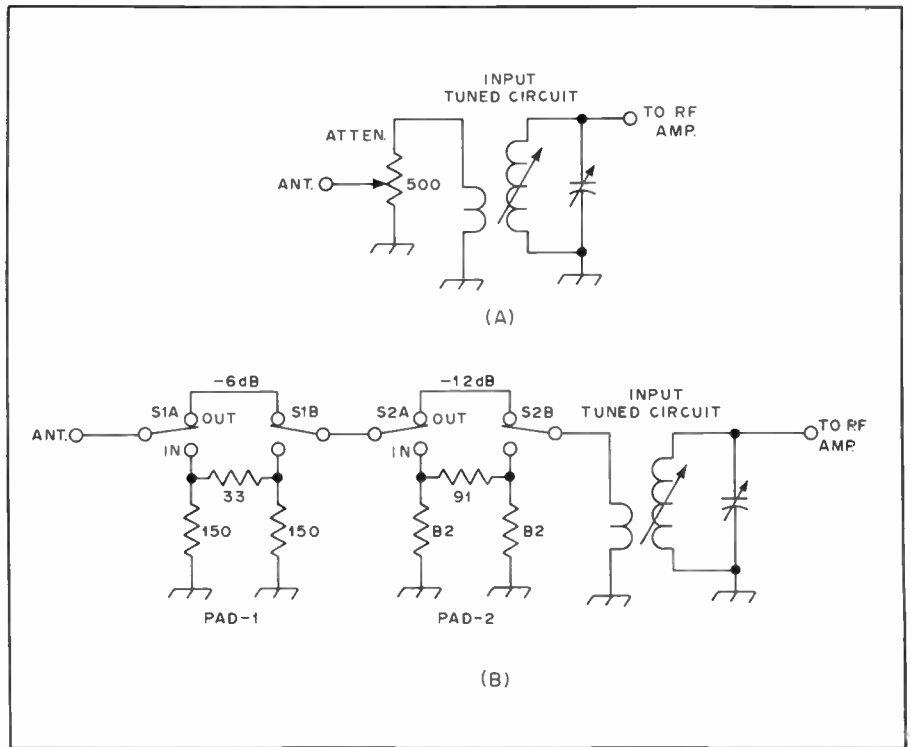 INPUT
TUNED CIRCUIT
TO RF
AMP.
ATTEN.
ANT.
500
(A)
-6dB
-12dB
INPUT
TUNED CIRCUIT
S1A
OUT
S1B
S2A
OUT
S2B
ANT.
TO RF
AMP.
IN
IN
33
91
150
150
B2
B2
PAD-1
PAD-2
(B)